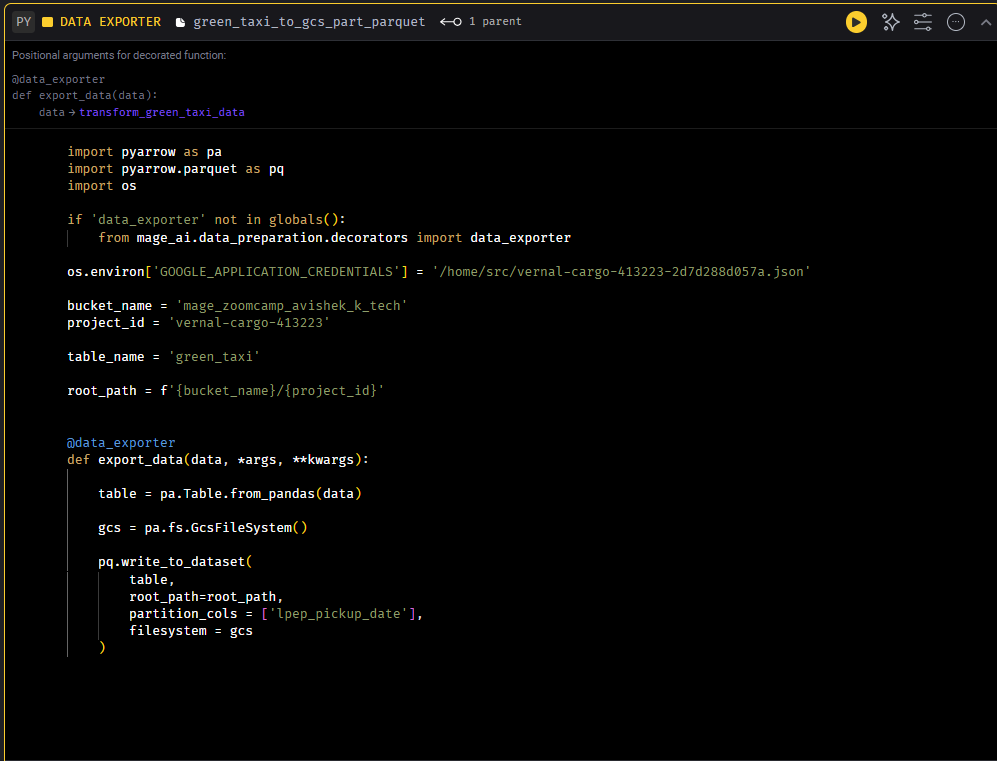 PY DATA EXPORTER green_taxi_to_gcs_part_parquet 1 parent
Positional arguments for decorated function:
@data_exporter
def export_data(data):
    data → transform_green_taxi_data
import pyarrow as pa
import pyarrow.parquet as pq
import os
if 'data_exporter' not in globals():
    from mage_ai.data_preparation.decorators import data_exporter
os.environ['GOOGLE_APPLICATION_CREDENTIALS'] = '/home/src/vernal-cargo-413223-2d7d288d057a.json'
bucket_name = 'mage_zoomcamp_avishek_k_tech'
project_id = 'vernal-cargo-413223'
table_name = 'green_taxi'
root_path = f'{bucket_name}/{project_id}'
@data_exporter
def export_data(data, *args, **kwargs):
    table = pa.Table.from_pandas(data)
    gcs = pa.fs.GcsFileSystem()
    pq.write_to_dataset(
        table,
        root_path=root_path,
        partition_cols = ['lpep_pickup_date'],
        filesystem = gcs
    )